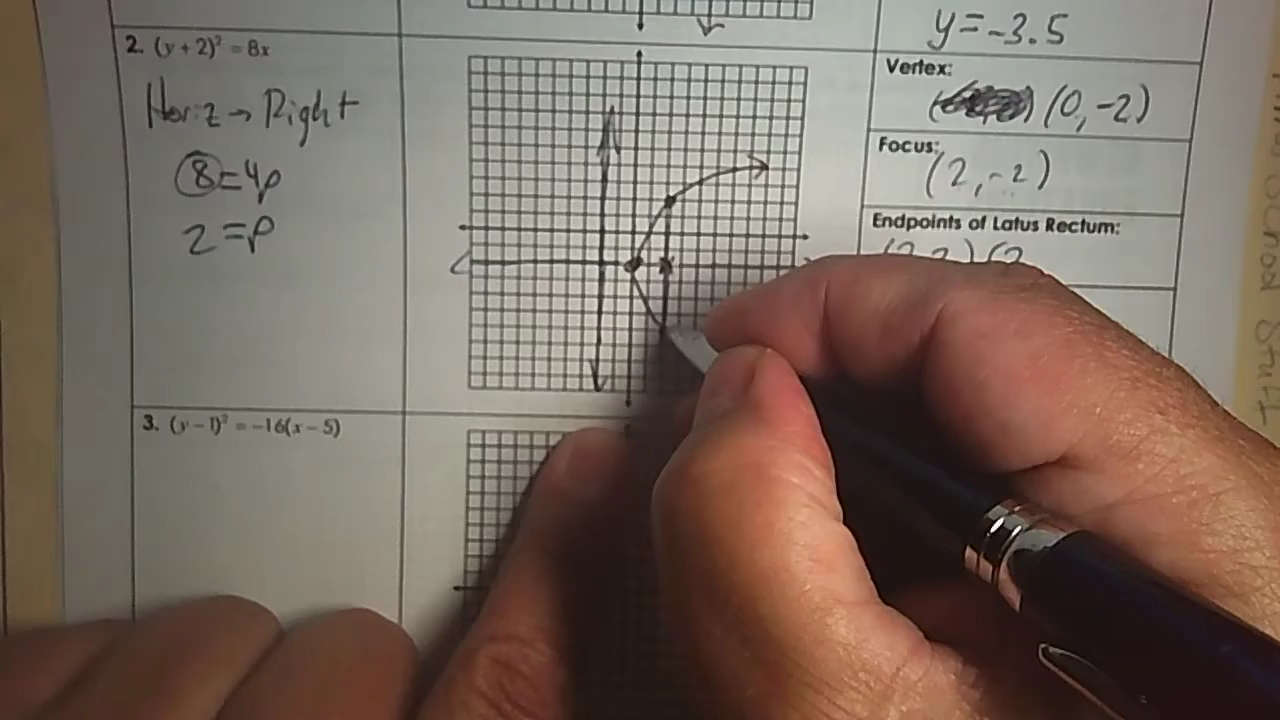 y = -3.5
2. (y + 2)² = 8x
Horiz → Right
8 = 4p
2 = p
Vertex:
(0, -2)
Focus:
(2, -2)
Endpoints of Latus Rectum:
3. (y - 1)² = -16(x - 5)